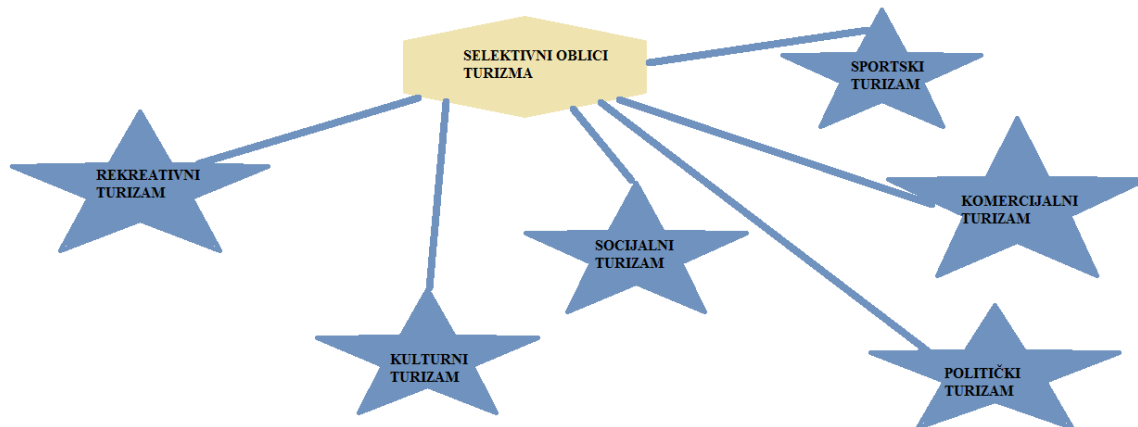 SELEKTIVNI OBLICI
TURIZMA
SPORTSKI
TURIZAM
REKREATIVNI
TURIZAM
KOMERCIJALNI
TURIZAM
SOCIJALNI
TURIZAM
KULTURNI
TURIZAM
POLITIČKI
TURIZAM